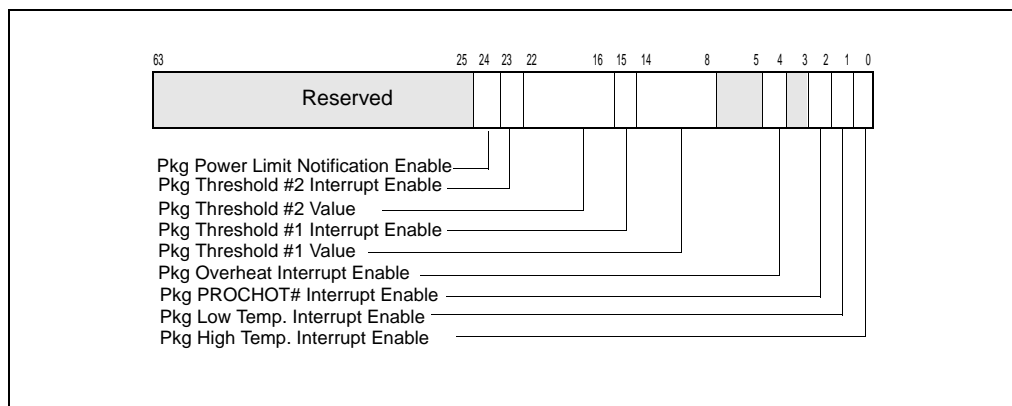 63 25 24 23 22 16 15 14 8 5 4 3 2 1 0
Reserved
Pkg Power Limit Notification Enable
Pkg Threshold #2 Interrupt Enable
Pkg Threshold #2 Value
Pkg Threshold #1 Interrupt Enable
Pkg Threshold #1 Value
Pkg Overheat Interrupt Enable
Pkg PROCHOT# Interrupt Enable
Pkg Low Temp. Interrupt Enable
Pkg High Temp. Interrupt Enable